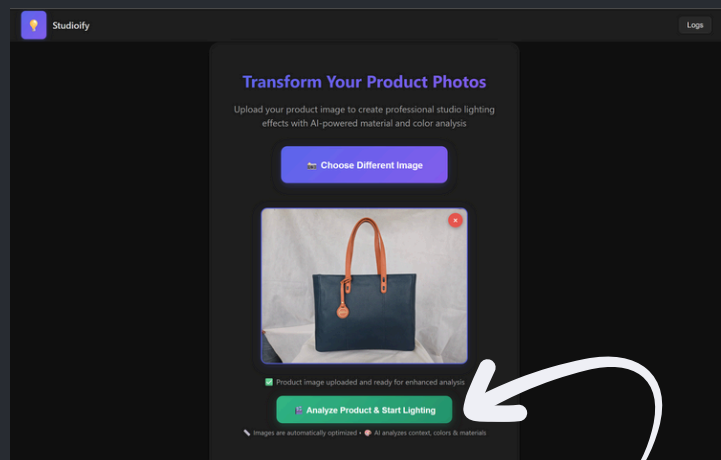 Studioify
Logs
Transform Your Product Photos
Upload your product image to create professional studio lighting
effects with AI-powered material and color analysis
Choose Different Image
Product image uploaded and ready for enhanced analysis
Analyze Product & Start Lighting
Images are automatically optimized • AI analyzes context, colors & materials